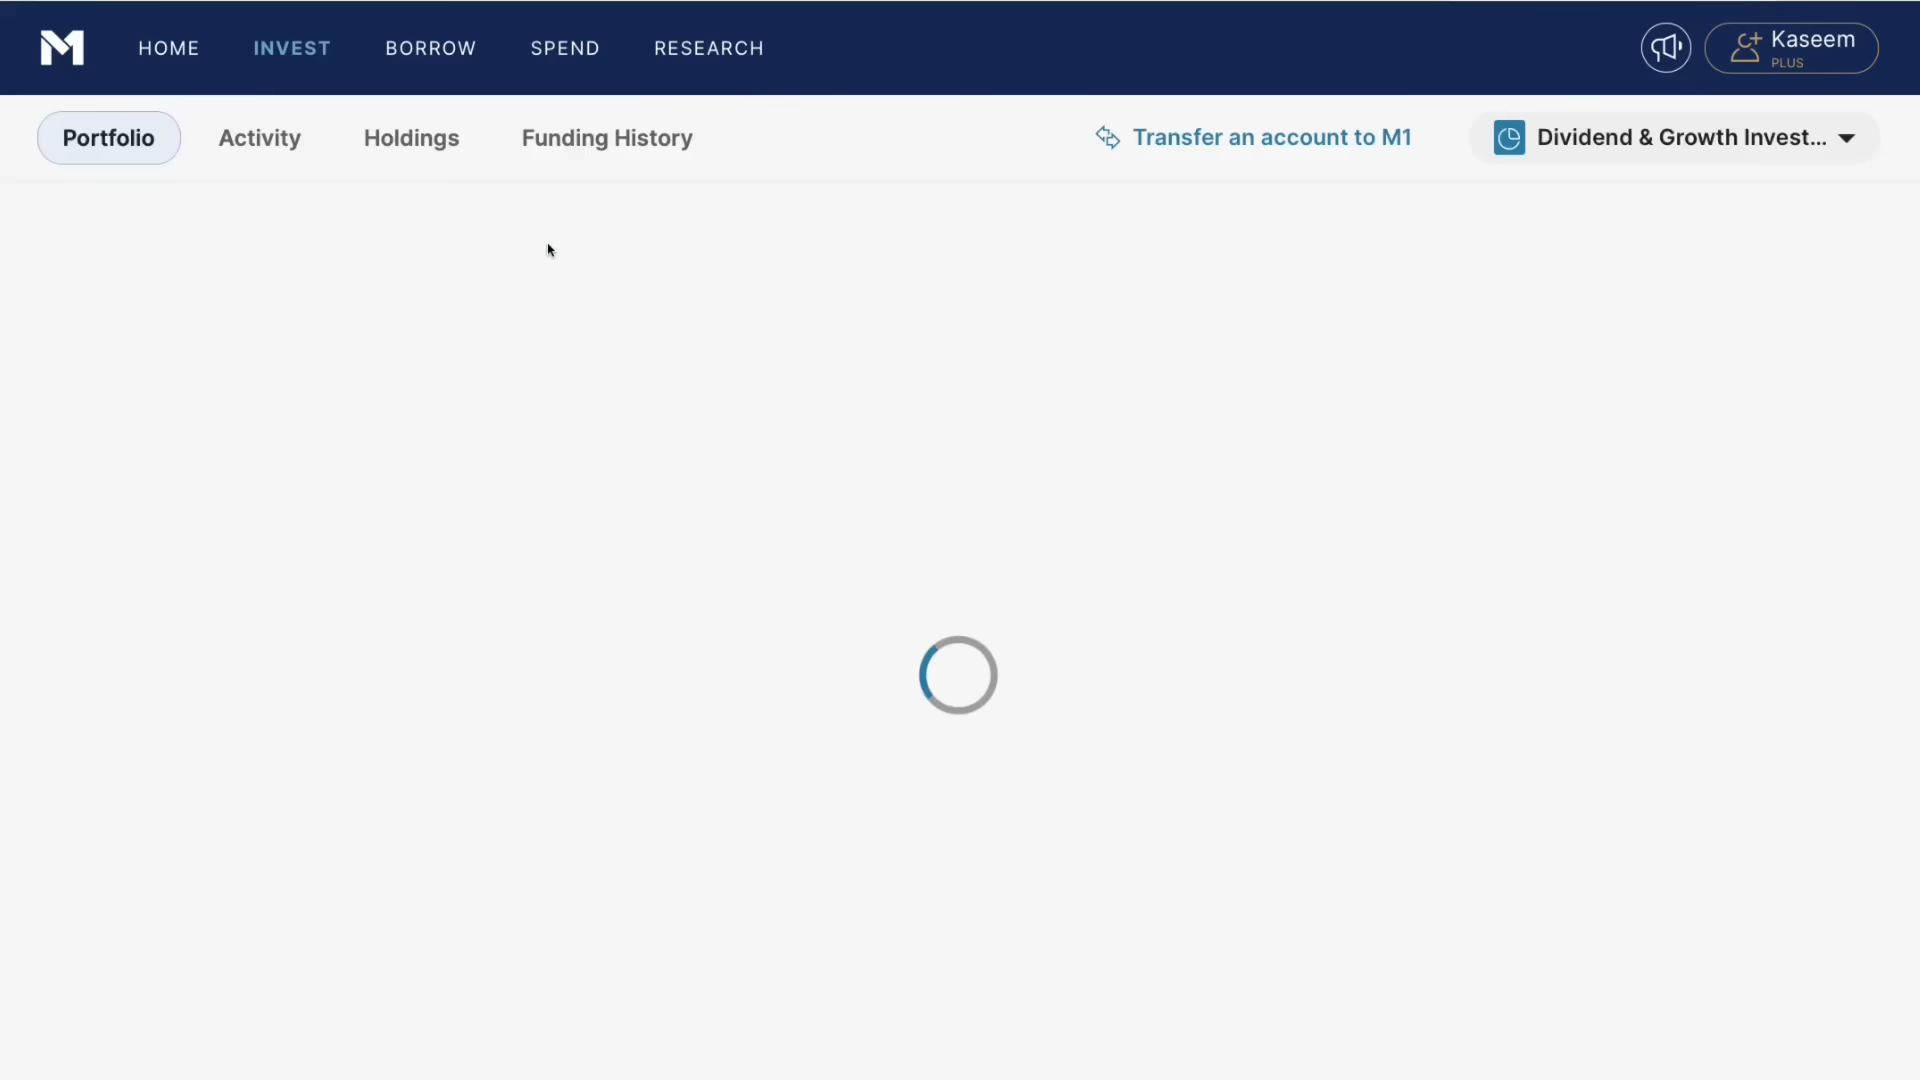 M HOME INVEST BORROW SPEND RESEARCH Kaseem
PLUS
Portfolio Activity Holdings Funding History Transfer an account to M1 Dividend & Growth Invest...